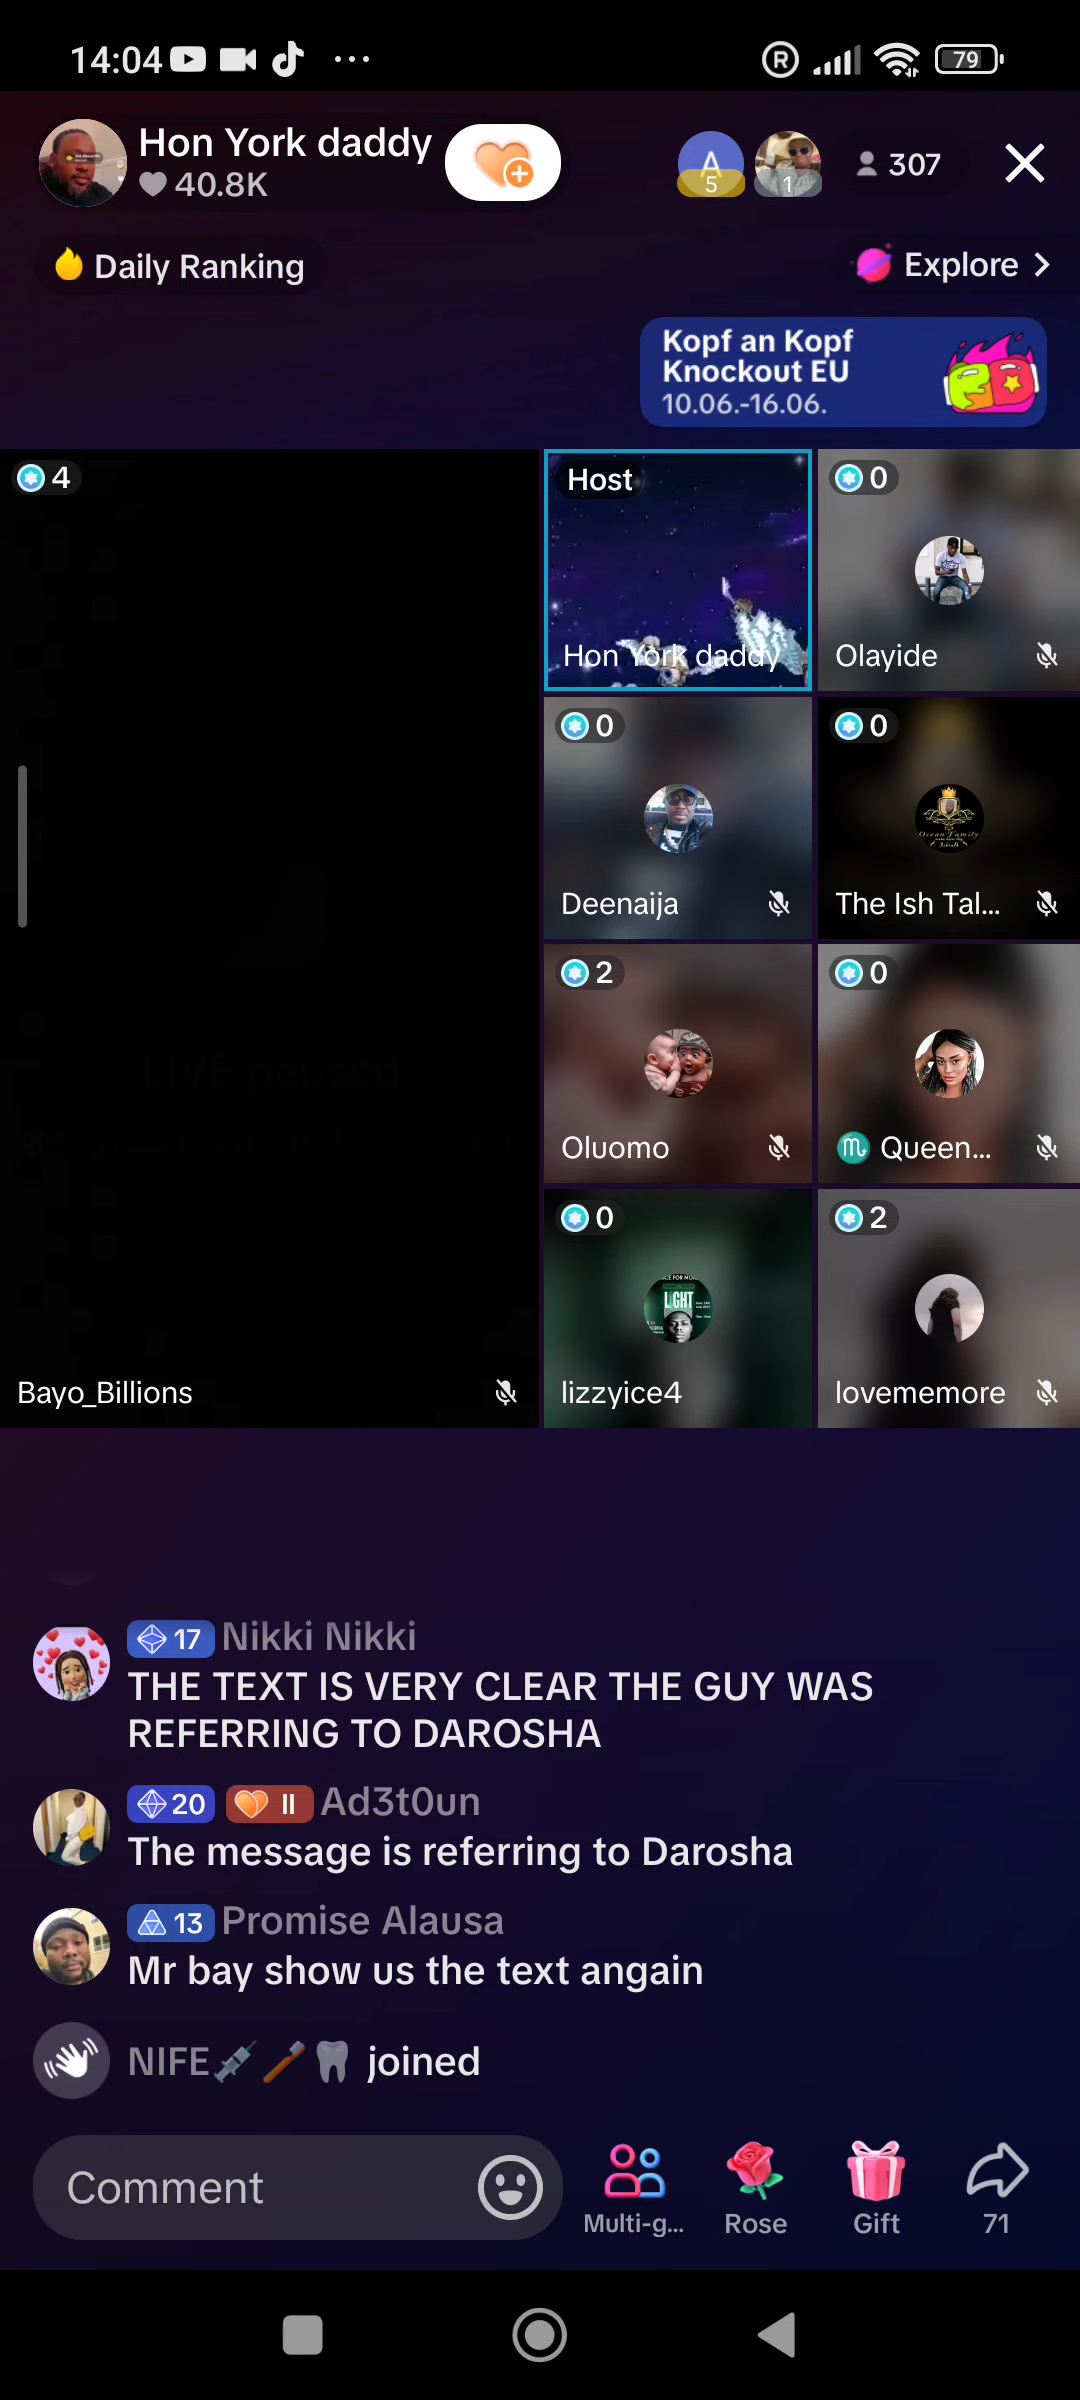 14:04
79
Hon York daddy
40.8K
A
5
1
307
Daily Ranking
Explore
Kopf an Kopf
Knockout EU
10.06.-16.06.
4
Host
Hon York daddy
0
Olayide
0
Deenaija
0
The Ish Tal...
2
Oluomo
0
Queen...
Bayo_Billions
0
LIGHT
lizzyice4
2
lovememore
17 Nikki Nikki
THE TEXT IS VERY CLEAR THE GUY WAS
REFERRING TO DAROSHA
20 II Ad3t0un
The message is referring to Darosha
13 Promise Alausa
Mr bay show us the text angain
NIFE💉🪥🦷 joined
Comment
Multi-g...
Rose
Gift
71